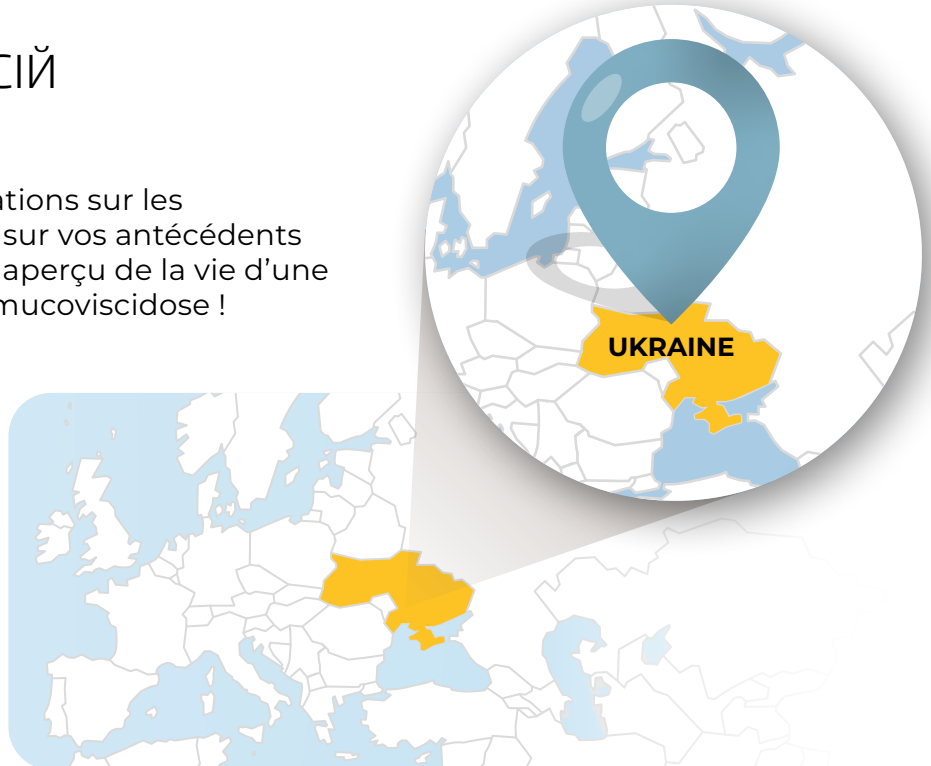 СІЙ
ations sur les
sur vos antécédents
aperçu de la vie d’une
mucoviscidose !
UKRAINE